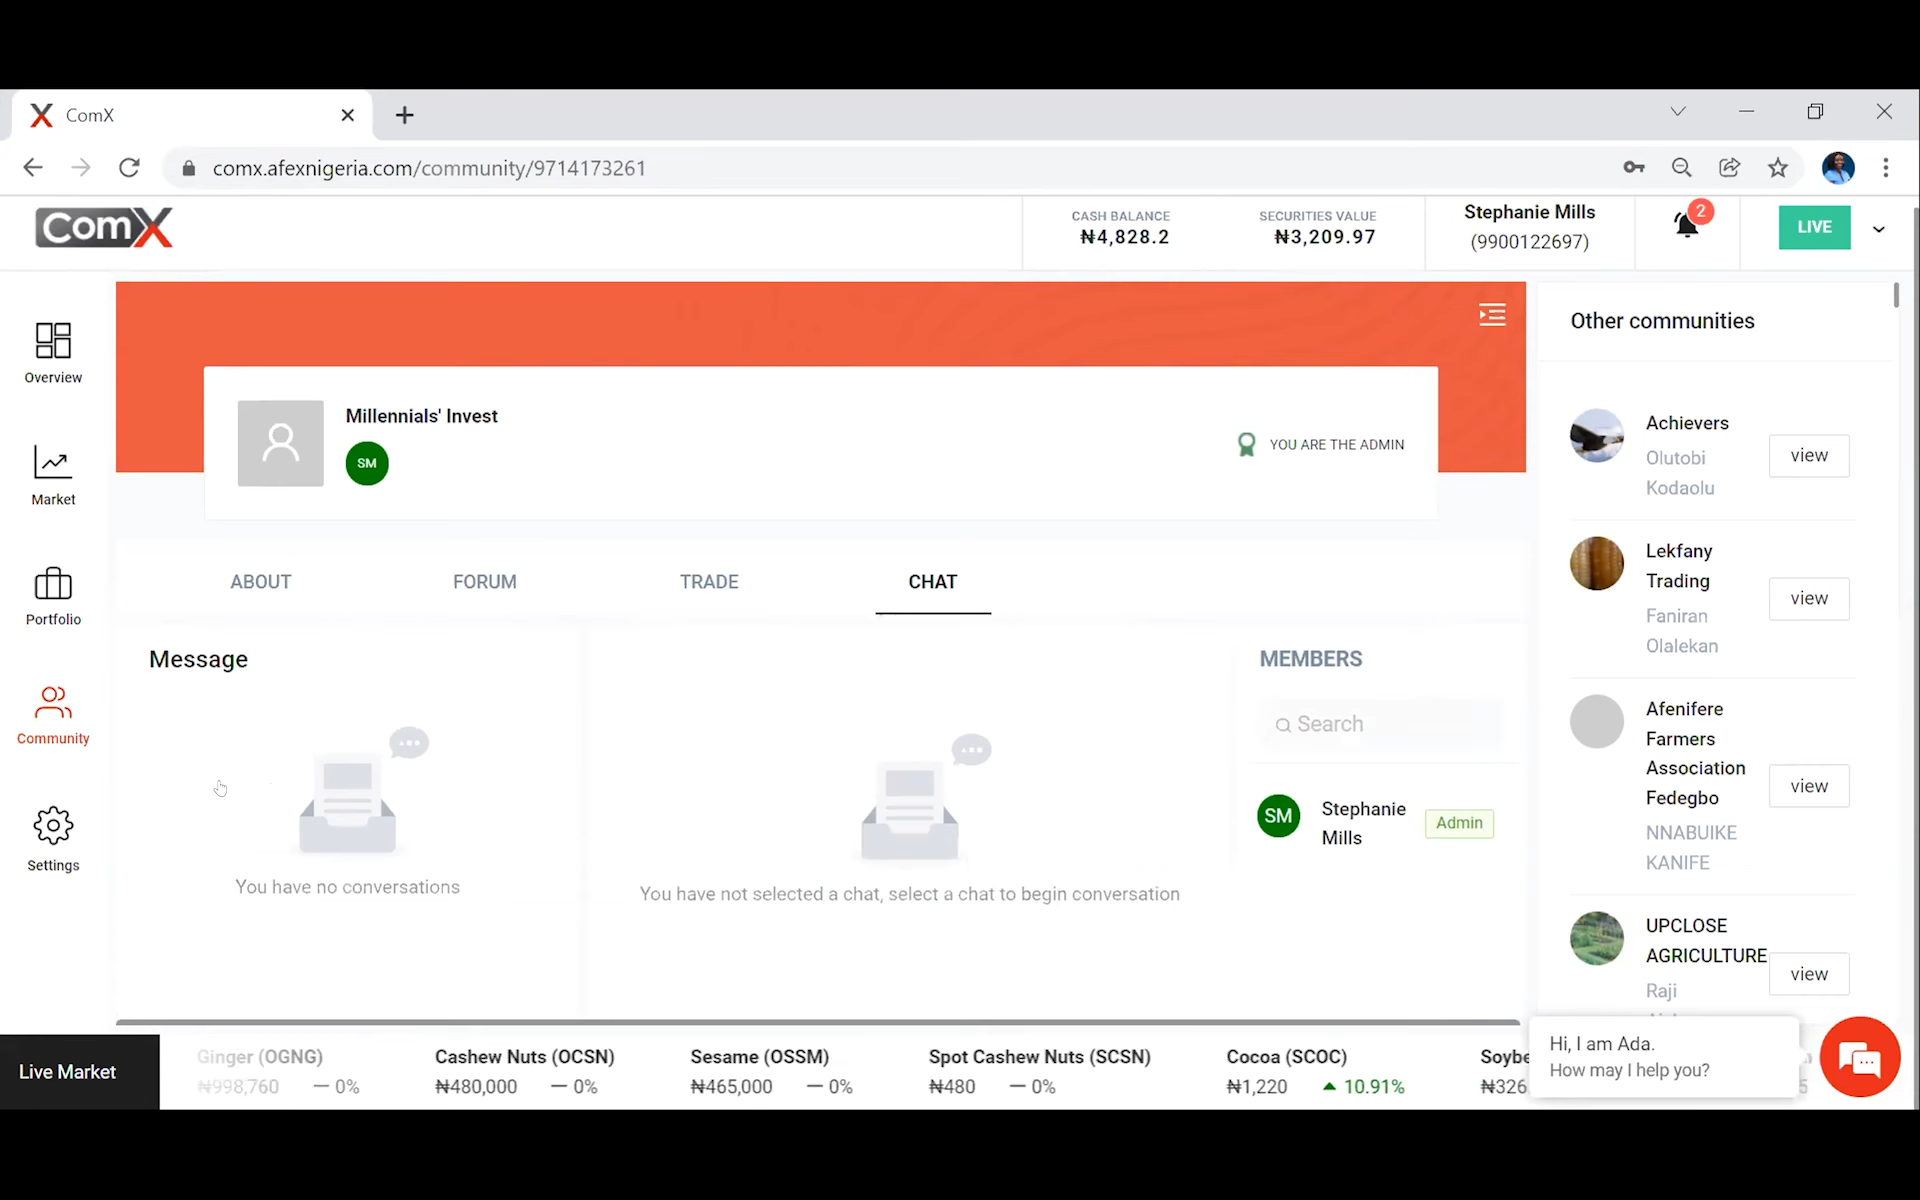 ComX
comx.afexnigeria.com/community/9714173261
ComX
CASH BALANCE
₦4,828.2
SECURITIES VALUE
₦3,209.97
Stephanie Mills
(9900122697)
2
LIVE
Overview
Market
Portfolio
Community
Settings
Millennials' Invest
SM
YOU ARE THE ADMIN
ABOUT
FORUM
TRADE
CHAT
Message
You have no conversations
You have not selected a chat, select a chat to begin conversation
MEMBERS
Search
SM
Stephanie
Mills
Admin
Other communities
Achievers
Olutobi
Kodaolu
view
Lekfany
Trading
Faniran
Olalekan
view
Afenifere
Farmers
Association
Fedegbo
NNABUIKE
KANIFE
view
UPCLOSE
AGRICULTURE
Raji
view
Hi, I am Ada.
How may I help you?
Live Market
Ginger (OGNG)
₦998,760 — 0%
Cashew Nuts (OCSN)
₦480,000 — 0%
Sesame (OSSM)
₦465,000 — 0%
Spot Cashew Nuts (SCSN)
₦480 — 0%
Cocoa (SCOC)
₦1,220 ▲ 10.91%
Soybe
₦326